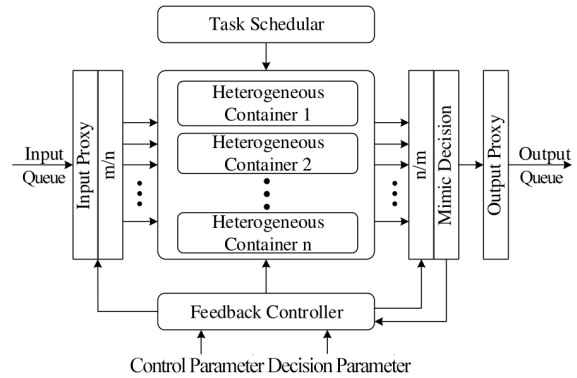 Task Schedular
Input
Queue
Input Proxy
m/n
Heterogeneous
Container 1
Heterogeneous
Container 2
Heterogeneous
Container n
n/m
Mimic Decision
Output Proxy
Output
Queue
Feedback Controller
Control Parameter Decision Parameter